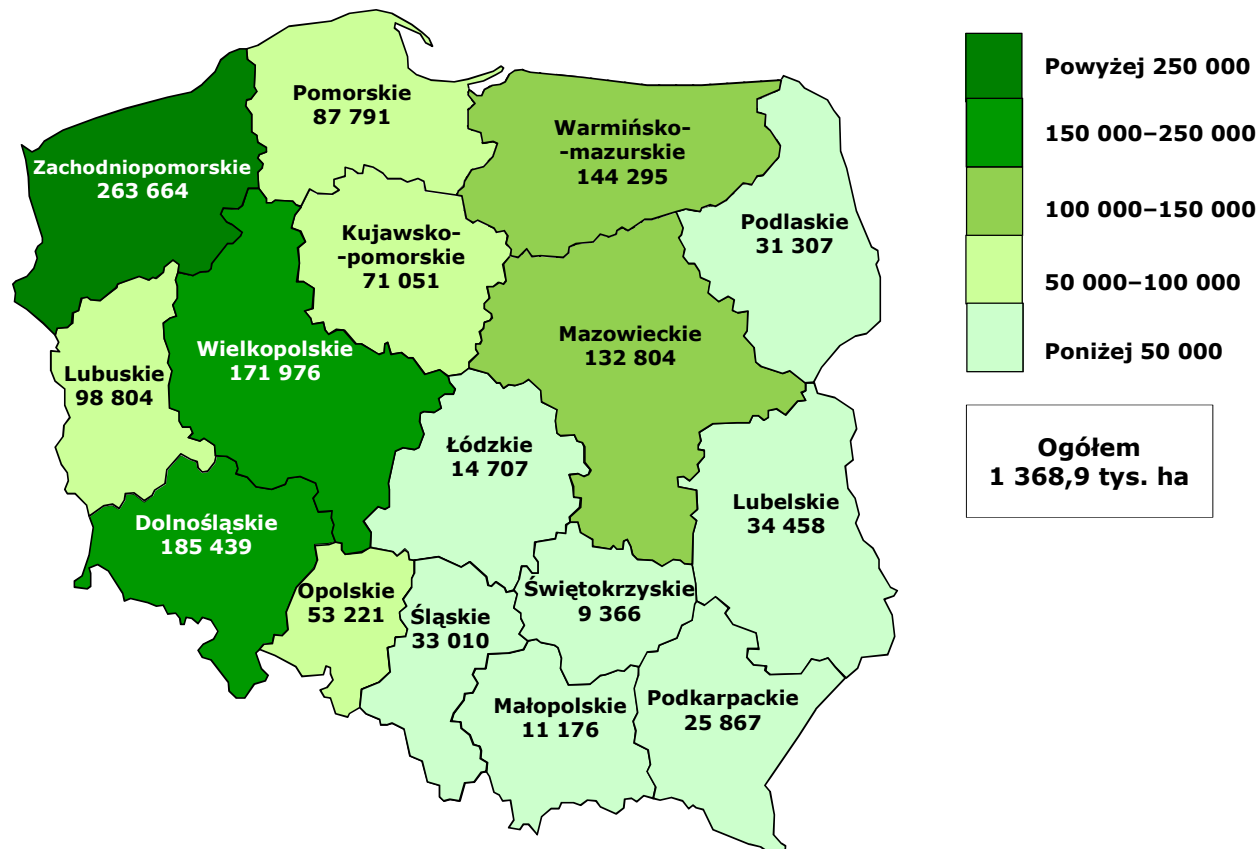 Pomorskie
87 791
Warmińsko-
-mazurskie
144 295
Zachodniopomorskie
263 664
Podlaskie
31 307
Kujawsko-
-pomorskie
71 051
Mazowieckie
132 804
Wielkopolskie
171 976
Lubuskie
98 804
Łódzkie
14 707
Lubelskie
34 458
Dolnośląskie
185 439
Opolskie
53 221
Śląskie
33 010
Świętokrzyskie
9 366
Małopolskie
11 176
Podkarpackie
25 867
Powyżej 250 000
150 000–250 000
100 000–150 000
50 000–100 000
Poniżej 50 000
Ogółem
1 368,9 tys. ha